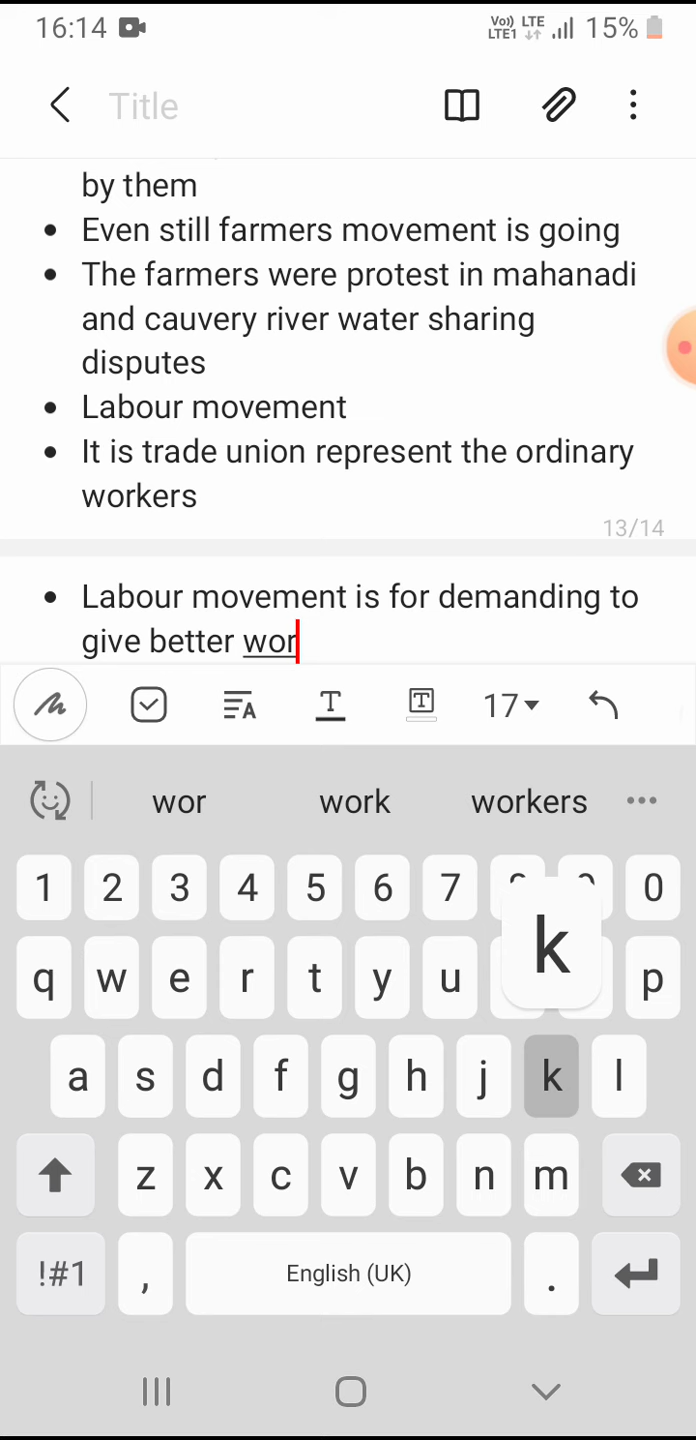 16:14 Vo) LTE LTE1 15%
Title
by them
• Even still farmers movement is going
• The farmers were protest in mahanadi
and cauvery river water sharing
disputes
• Labour movement
• It is trade union represent the ordinary
workers
13/14
• Labour movement is for demanding to
give better wor
T T 17
wor work workers
1 2 3 4 5 6 7 0
k
q w e r t y u p
a s d f g h j k l
z x c v b n m
!#1 , English (UK) .